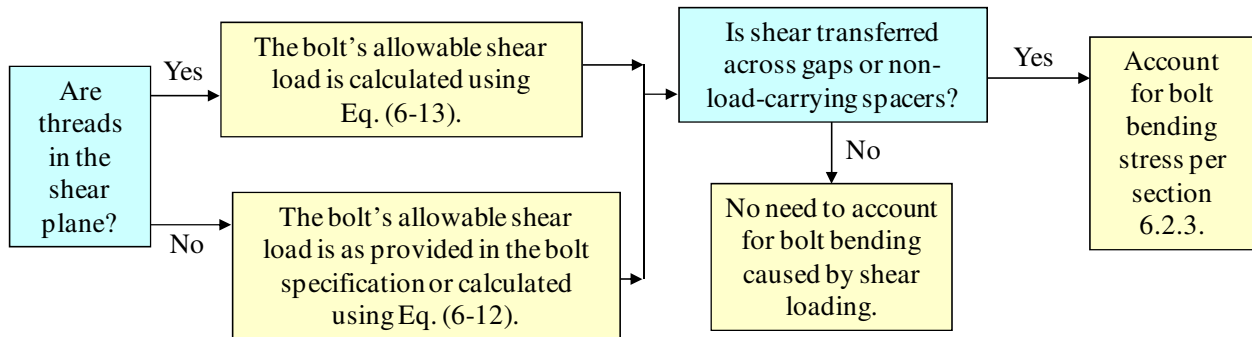 Are
threads
in the
shear
plane?
Yes
The bolt's allowable shear
load is calculated using
Eq. (6-13).
No
The bolt's allowable shear
load is as provided in the bolt
specification or calculated
using Eq. (6-12).
Is shear transferred
across gaps or non-
load-carrying spacers?
Yes
Account
for bolt
bending
stress per
section
6.2.3.
No
No need to account
for bolt bending
caused by shear
loading.